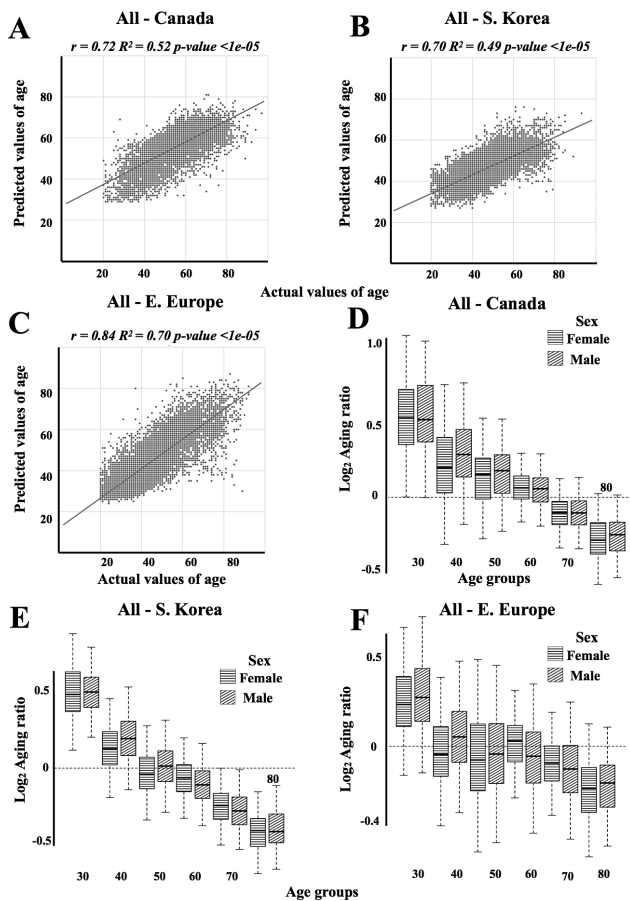 A
All - Canada
r = 0.72 R² = 0.52 p-value <1e-05
Predicted values of age
80
60
40
20
20 40 60 80
B
All - S. Korea
r = 0.70 R² = 0.49 p-value <1e-05
Predicted values of age
80
60
40
20
20 40 60 80
Actual values of age
C
All - E. Europe
r = 0.84 R² = 0.70 p-value <1e-05
Predicted values of age
80
60
40
20
20 40 60 80
Actual values of age
D
All - Canada
Sex
Female
Male
Log₂ Aging ratio
1.0
0.5
0
-0.5
80
30 40 50 60 70
Age groups
E
All - S. Korea
Sex
Female
Male
Log₂ Aging ratio
0.5
0
-0.5
80
30 40 50 60 70
F
All - E. Europe
Sex
Female
Male
Log₂ Aging ratio
0.5
0
-0.4
30 40 50 60 70 80
Age groups